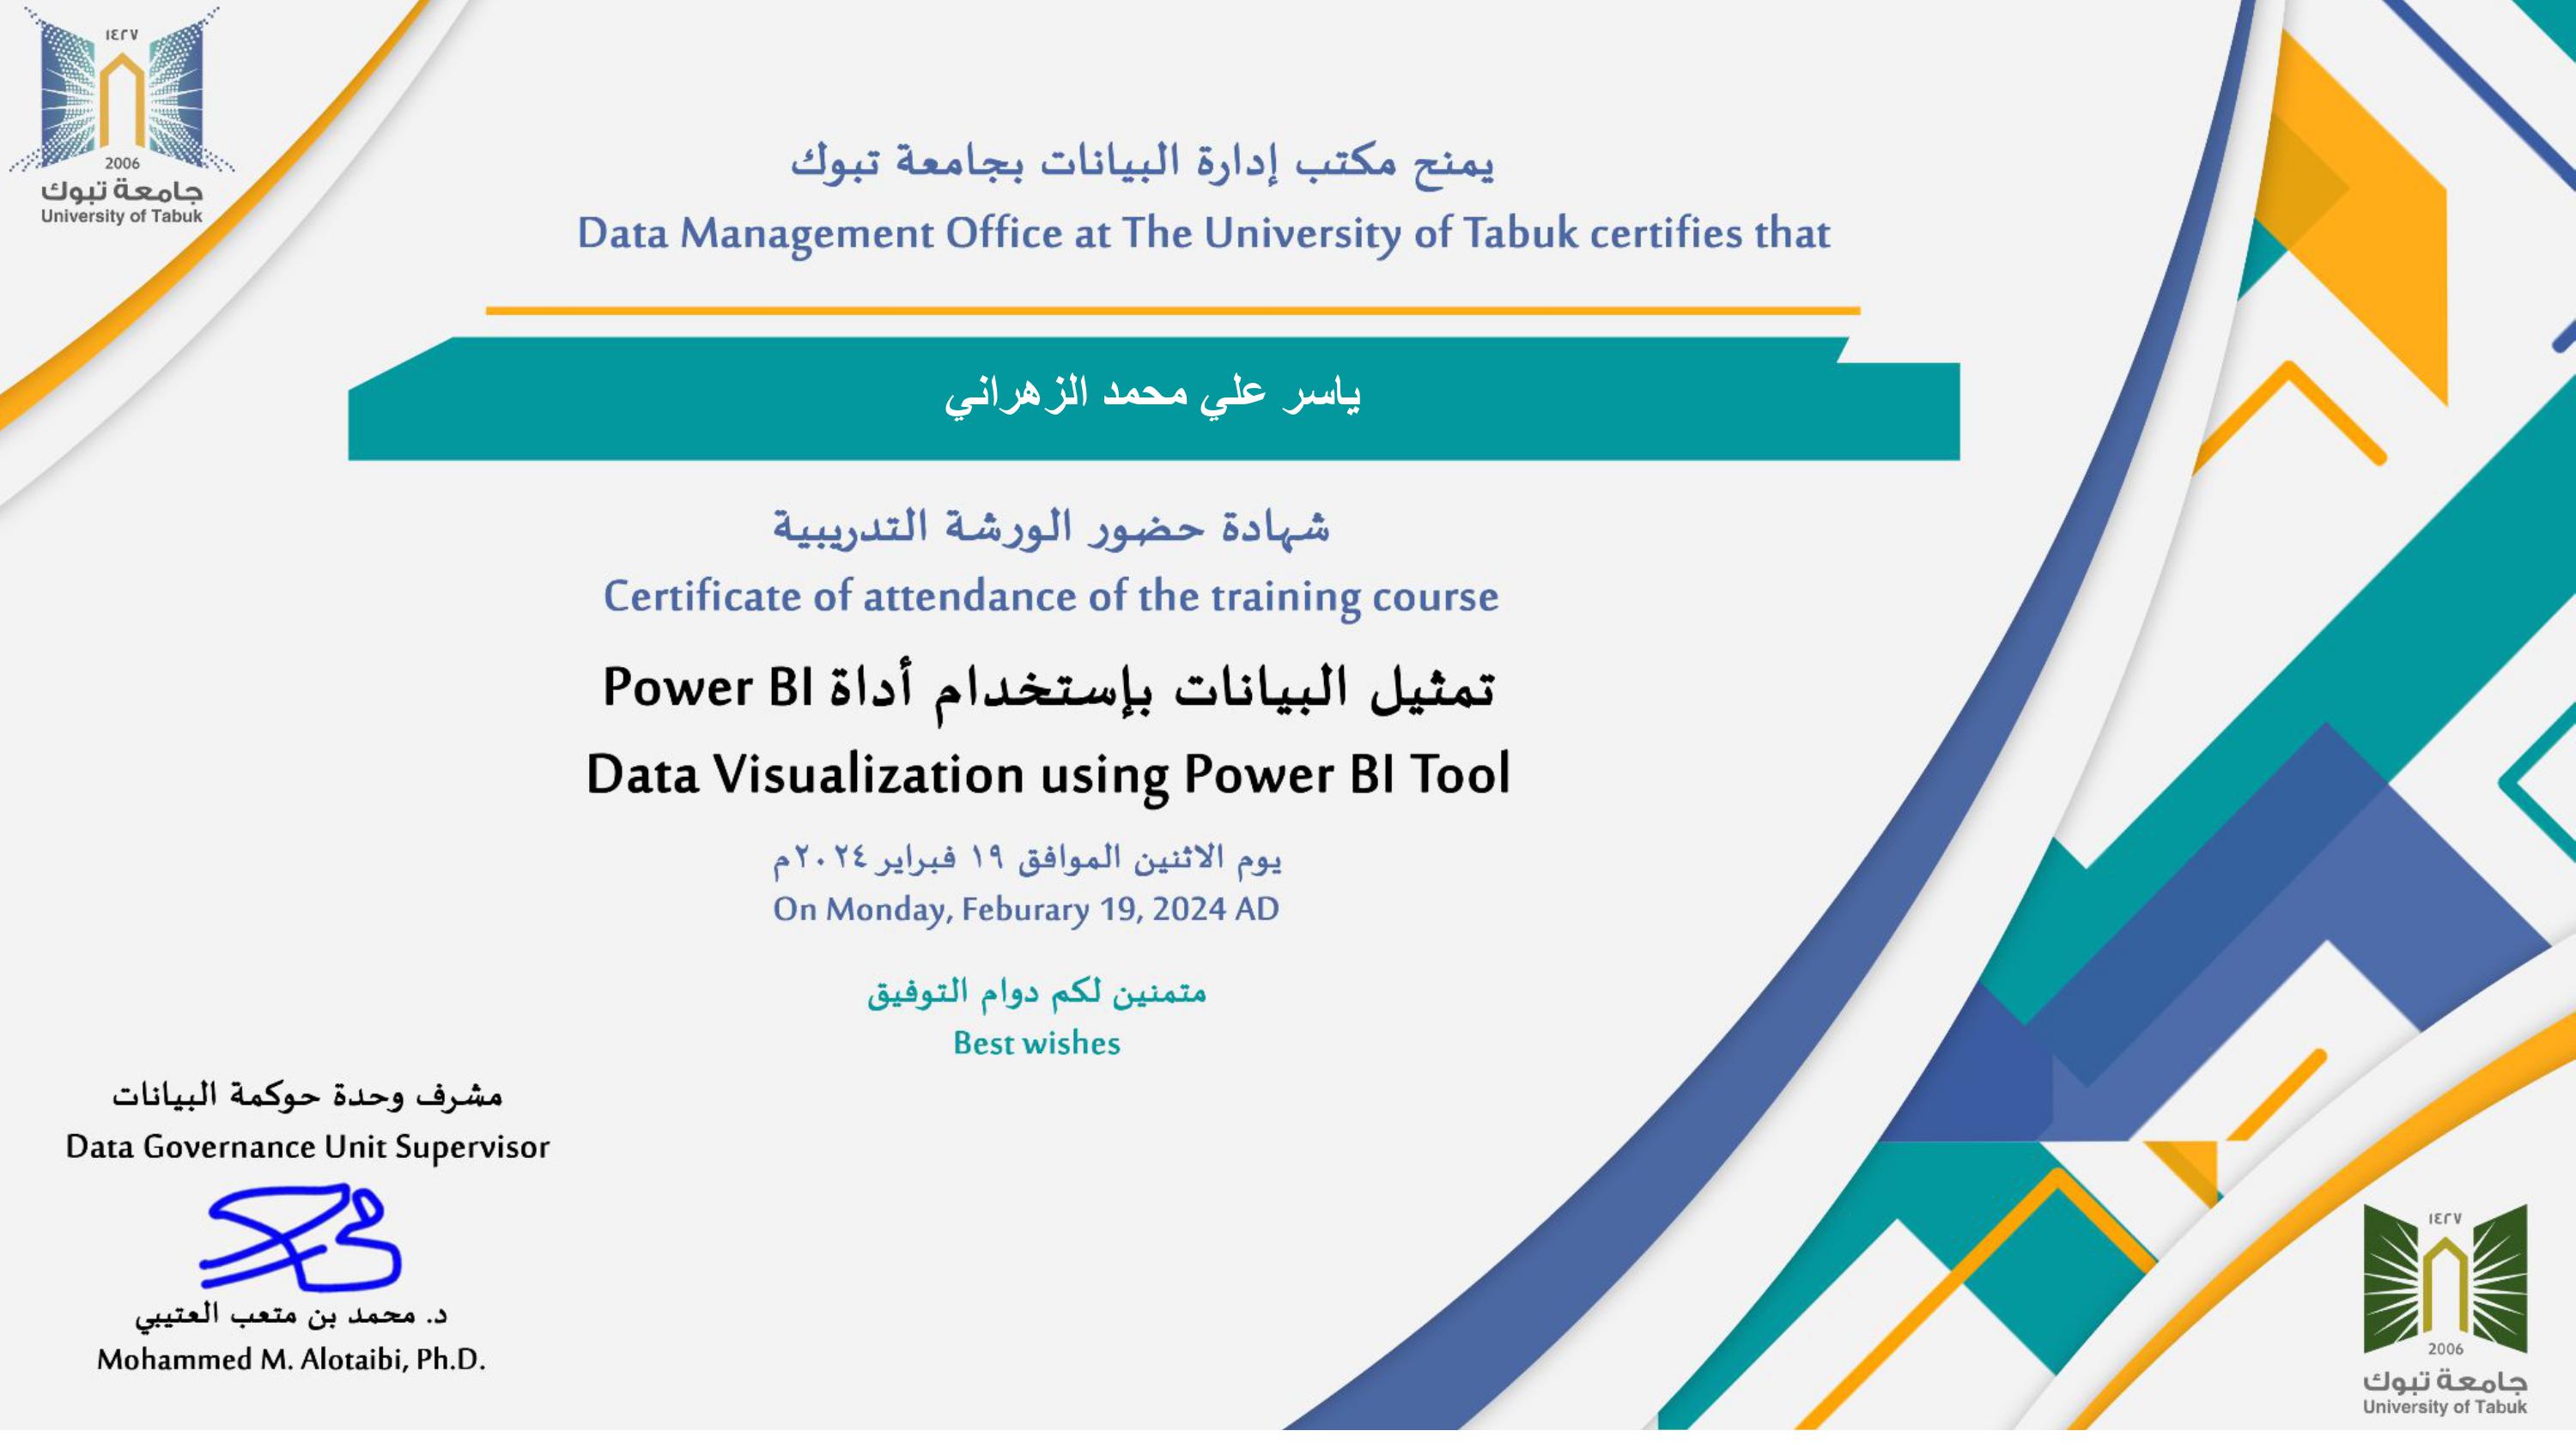 ١٤٢٧
2006
جامعة تبوك
University of Tabuk
يمنح مكتب إدارة البيانات بجامعة تبوك
Data Management Office at The University of Tabuk certifies that
ياسر علي محمد الزهراني
شهادة حضور الورشة التدريبية
Certificate of attendance of the training course
تمثيل البيانات بإستخدام أداة Power BI
Data Visualization using Power BI Tool
يوم الاثنين الموافق ١٩ فبراير ٢٠٢٤م
On Monday, Feburary 19, 2024 AD
متمنين لكم دوام التوفيق
Best wishes
مشرف وحدة حوكمة البيانات
Data Governance Unit Supervisor
د. محمد بن متعب العتيبي
Mohammed M. Alotaibi, Ph.D.
١٤٢٧
2006
جامعة تبوك
University of Tabuk